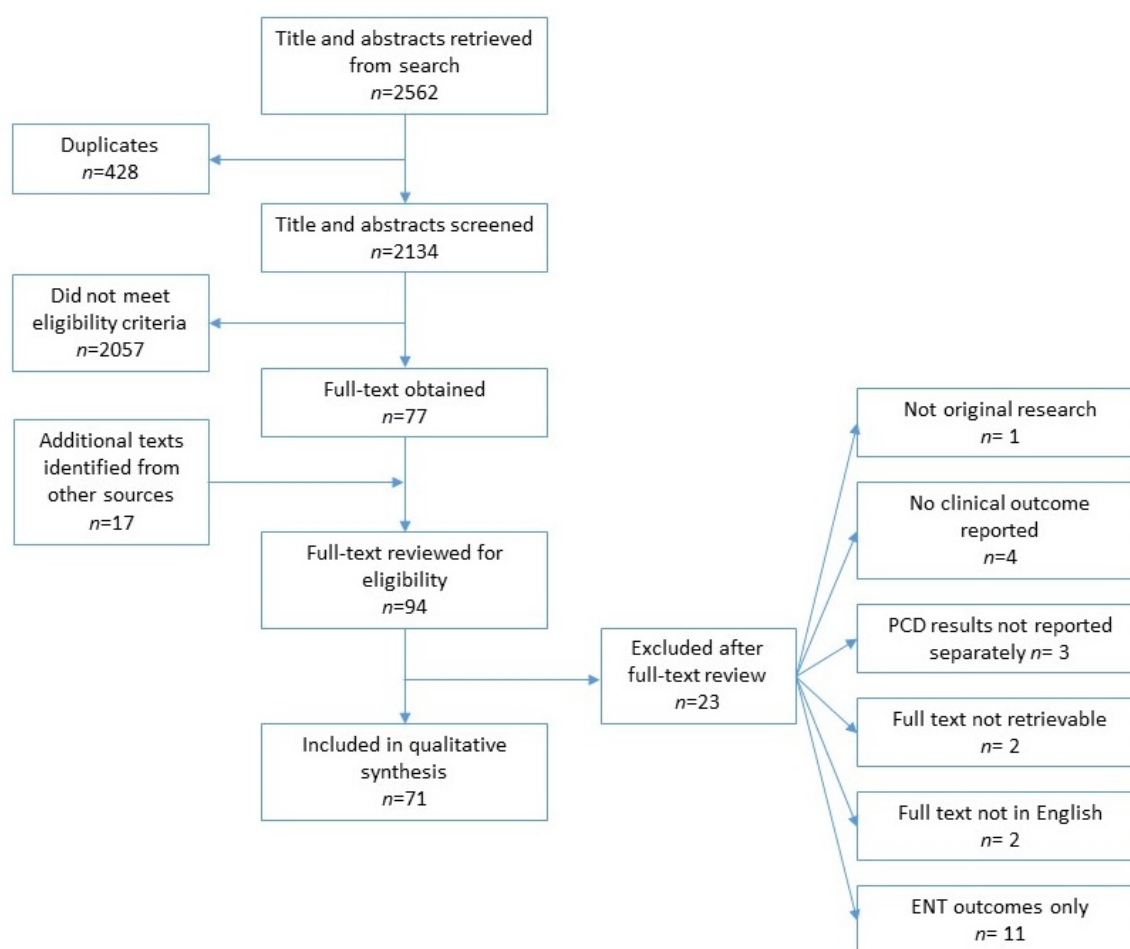 Title and abstracts retrieved
from search
n=2562
Duplicates
n=428
Title and abstracts screened
n=2134
Did not meet
eligibility criteria
n=2057
Full-text obtained
n=77
Additional texts
identified from
other sources
n=17
Full-text reviewed for
eligibility
n=94
Excluded after
full-text review
n=23
Included in qualitative
synthesis
n=71
Not original research
n= 1
No clinical outcome
reported
n=4
PCD results not reported
separately n= 3
Full text not retrievable
n= 2
Full text not in English
n= 2
ENT outcomes only
n= 11